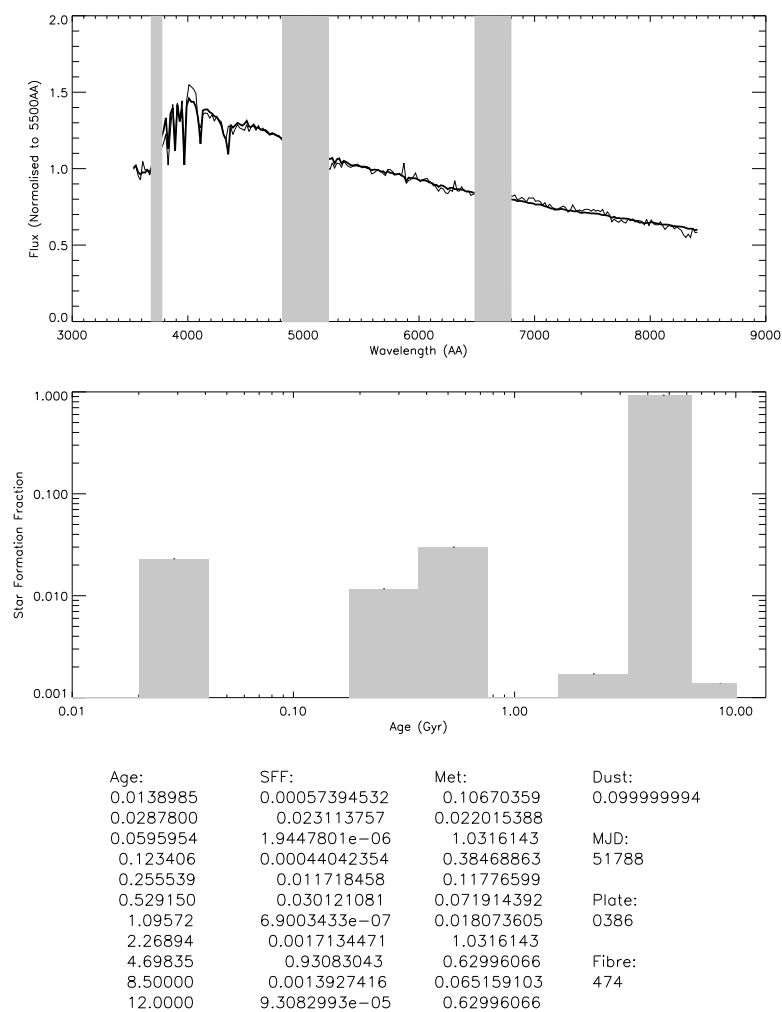 2.0
1.5
1.0
0.5
0.0
Flux (Normalised to 5500AA)
3000 4000 5000 6000 7000 8000 9000
Wavelength (AA)
1.000
0.100
0.010
0.001
Star Formation Fraction
0.01 0.10 1.00 10.00
Age (Gyr)
Age: SFF: Met: Dust:
0.0138985 0.00057394532 0.10670359 0.099999994
0.0287800 0.023113757 0.022015388
0.0595954 1.9447801e-06 1.0316143 MJD:
0.123406 0.00044042354 0.38468863 51788
0.255539 0.011718458 0.11776599
0.529150 0.030121081 0.071914392 Plate:
1.09572 6.9003433e-07 0.018073605 0386
2.26894 0.0017134471 1.0316143
4.69835 0.93083043 0.62996066 Fibre:
8.50000 0.0013927416 0.065159103 474
12.0000 9.3082993e-05 0.62996066